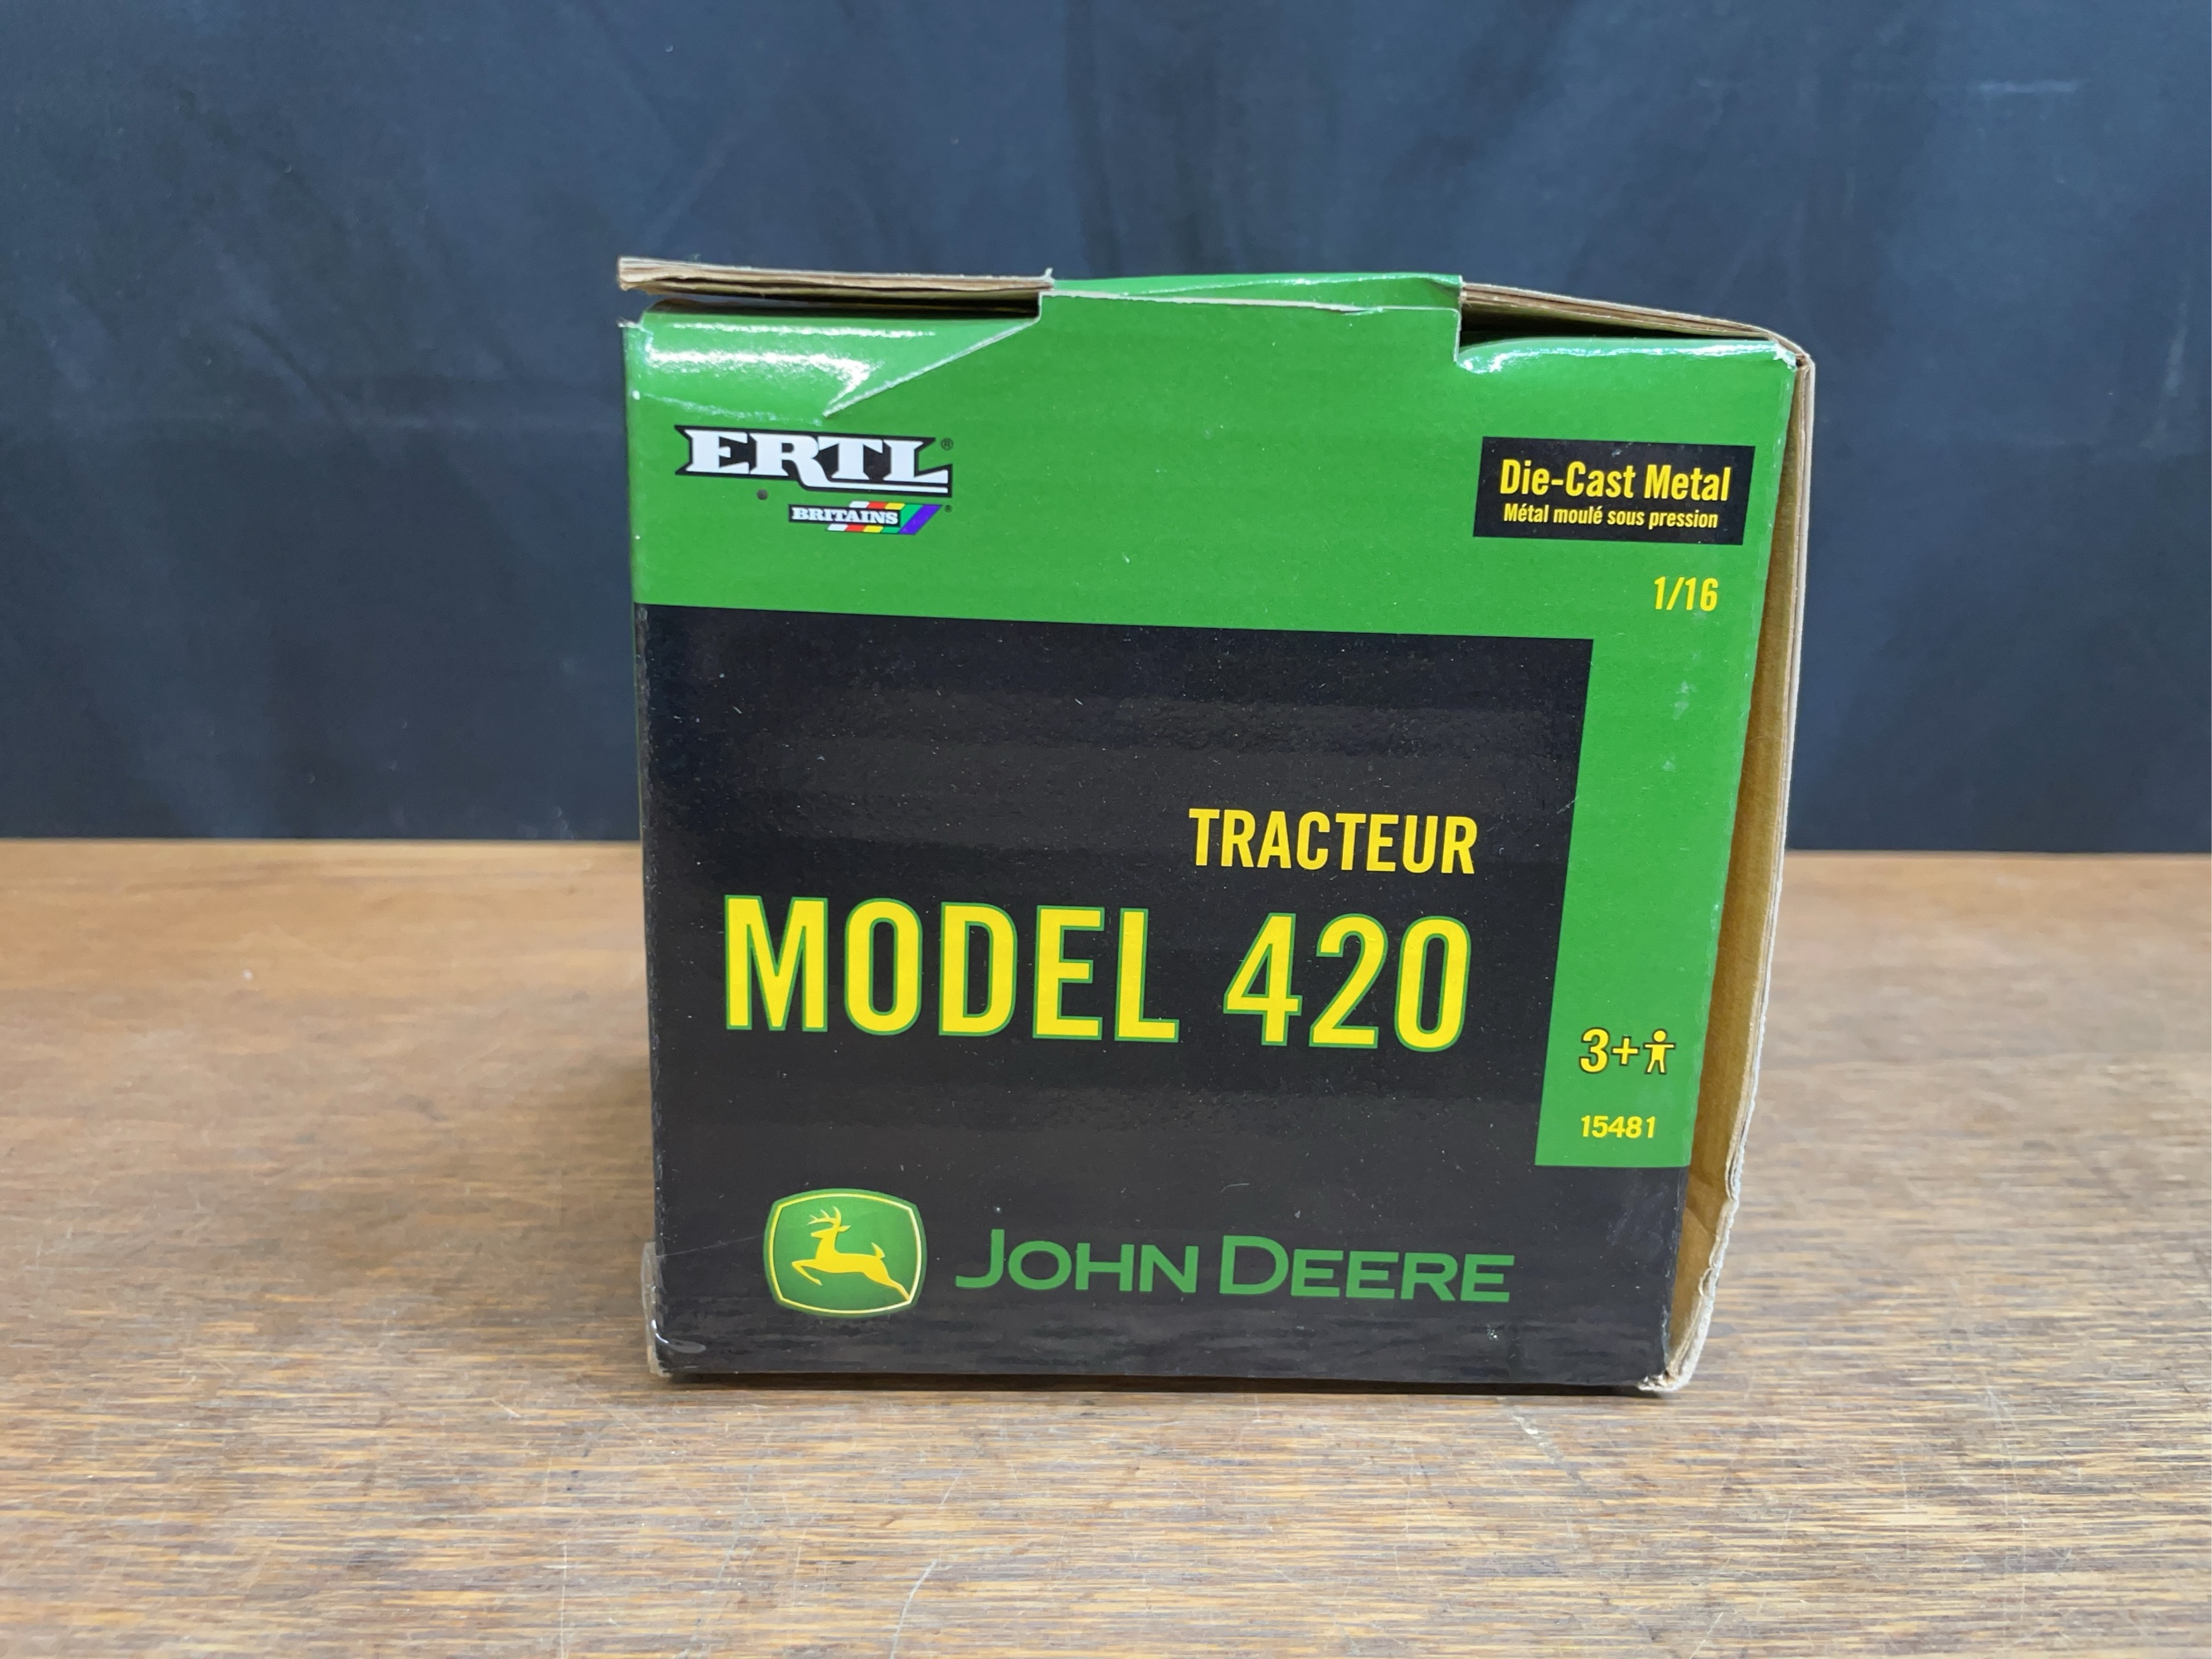 ERTL®
BRITAINS®
Die-Cast Metal
Métal moulé sous pression
1/16
TRACTEUR
MODEL 420
3+
15481
JOHN DEERE